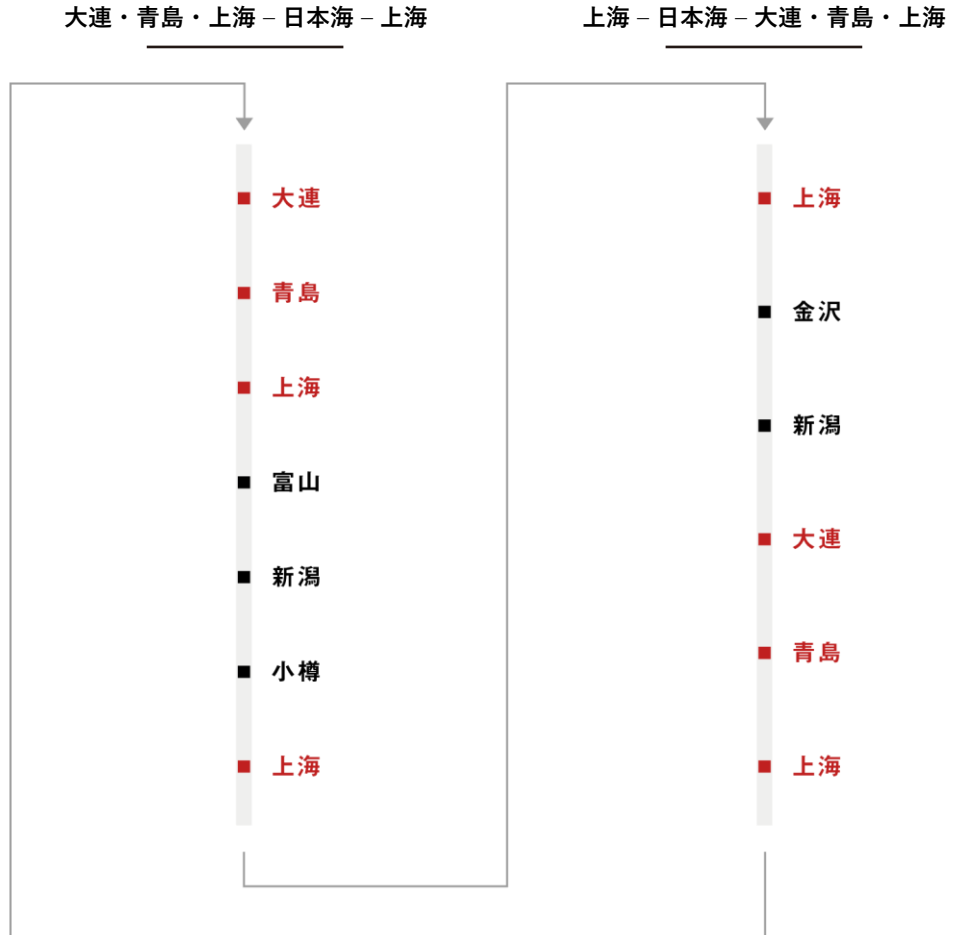 大連・青島・上海 – 日本海 – 上海
大連
青島
上海
富山
新潟
小樽
上海
上海 – 日本海 – 大連・青島・上海
上海
金沢
新潟
大連
青島
上海